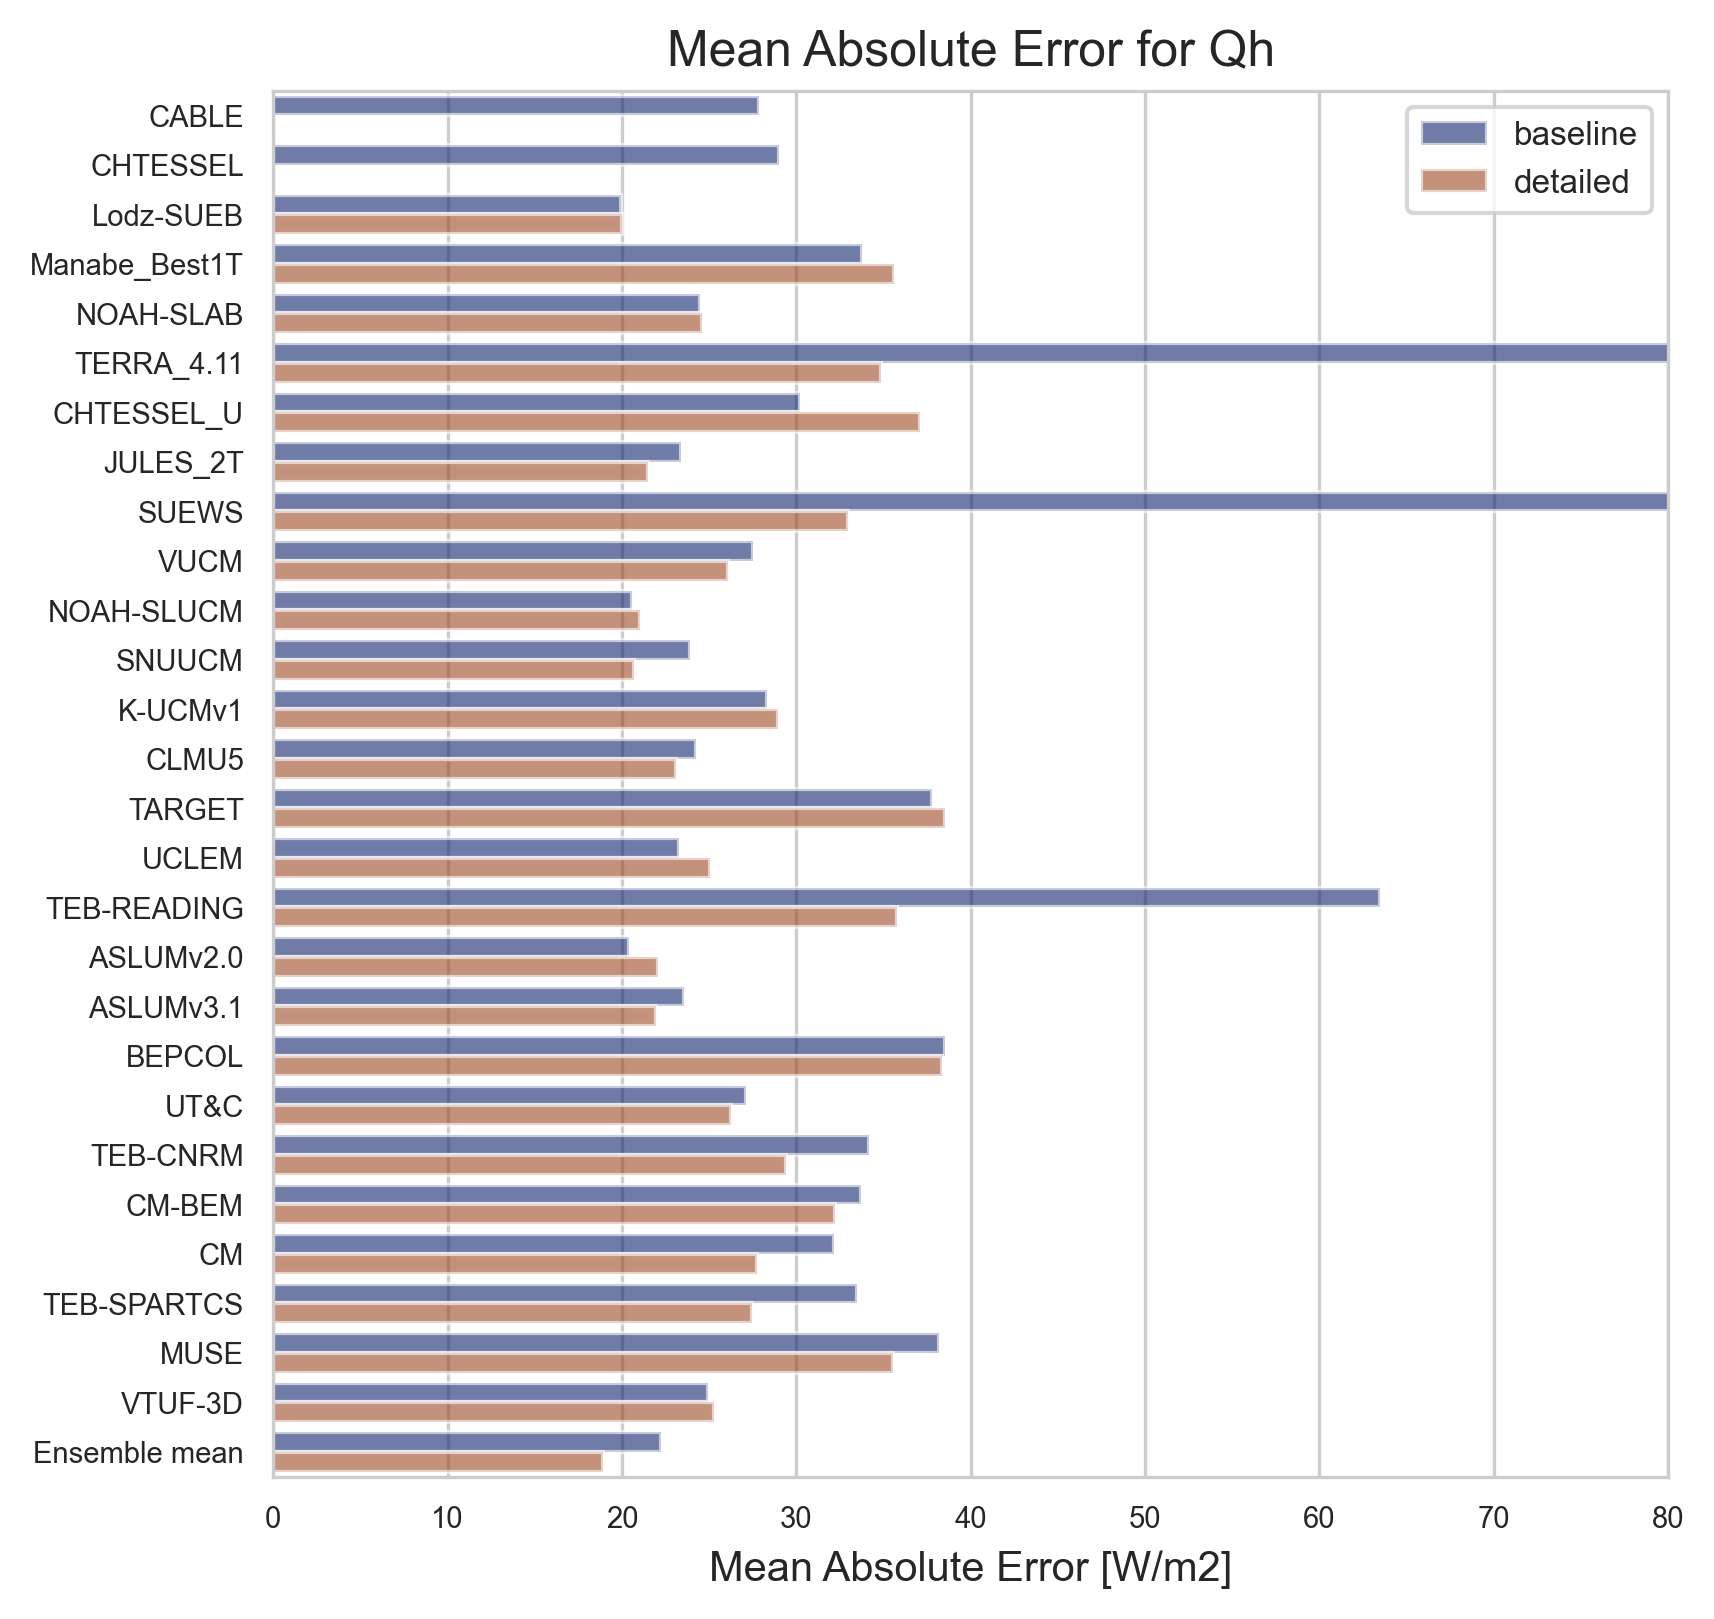 Mean Absolute Error for Qh
baseline
detailed
CABLE
CHTESSEL
Lodz-SUEB
Manabe_Best1T
NOAH-SLAB
TERRA_4.11
CHTESSEL_U
JULES_2T
SUEWS
VUCM
NOAH-SLUCM
SNUUCM
K-UCMv1
CLMU5
TARGET
UCLEM
TEB-READING
ASLUMv2.0
ASLUMv3.1
BEPCOL
UT&C
TEB-CNRM
CM-BEM
CM
TEB-SPARTCS
MUSE
VTUF-3D
Ensemble mean
0 10 20 30 40 50 60 70 80
Mean Absolute Error [W/m2]